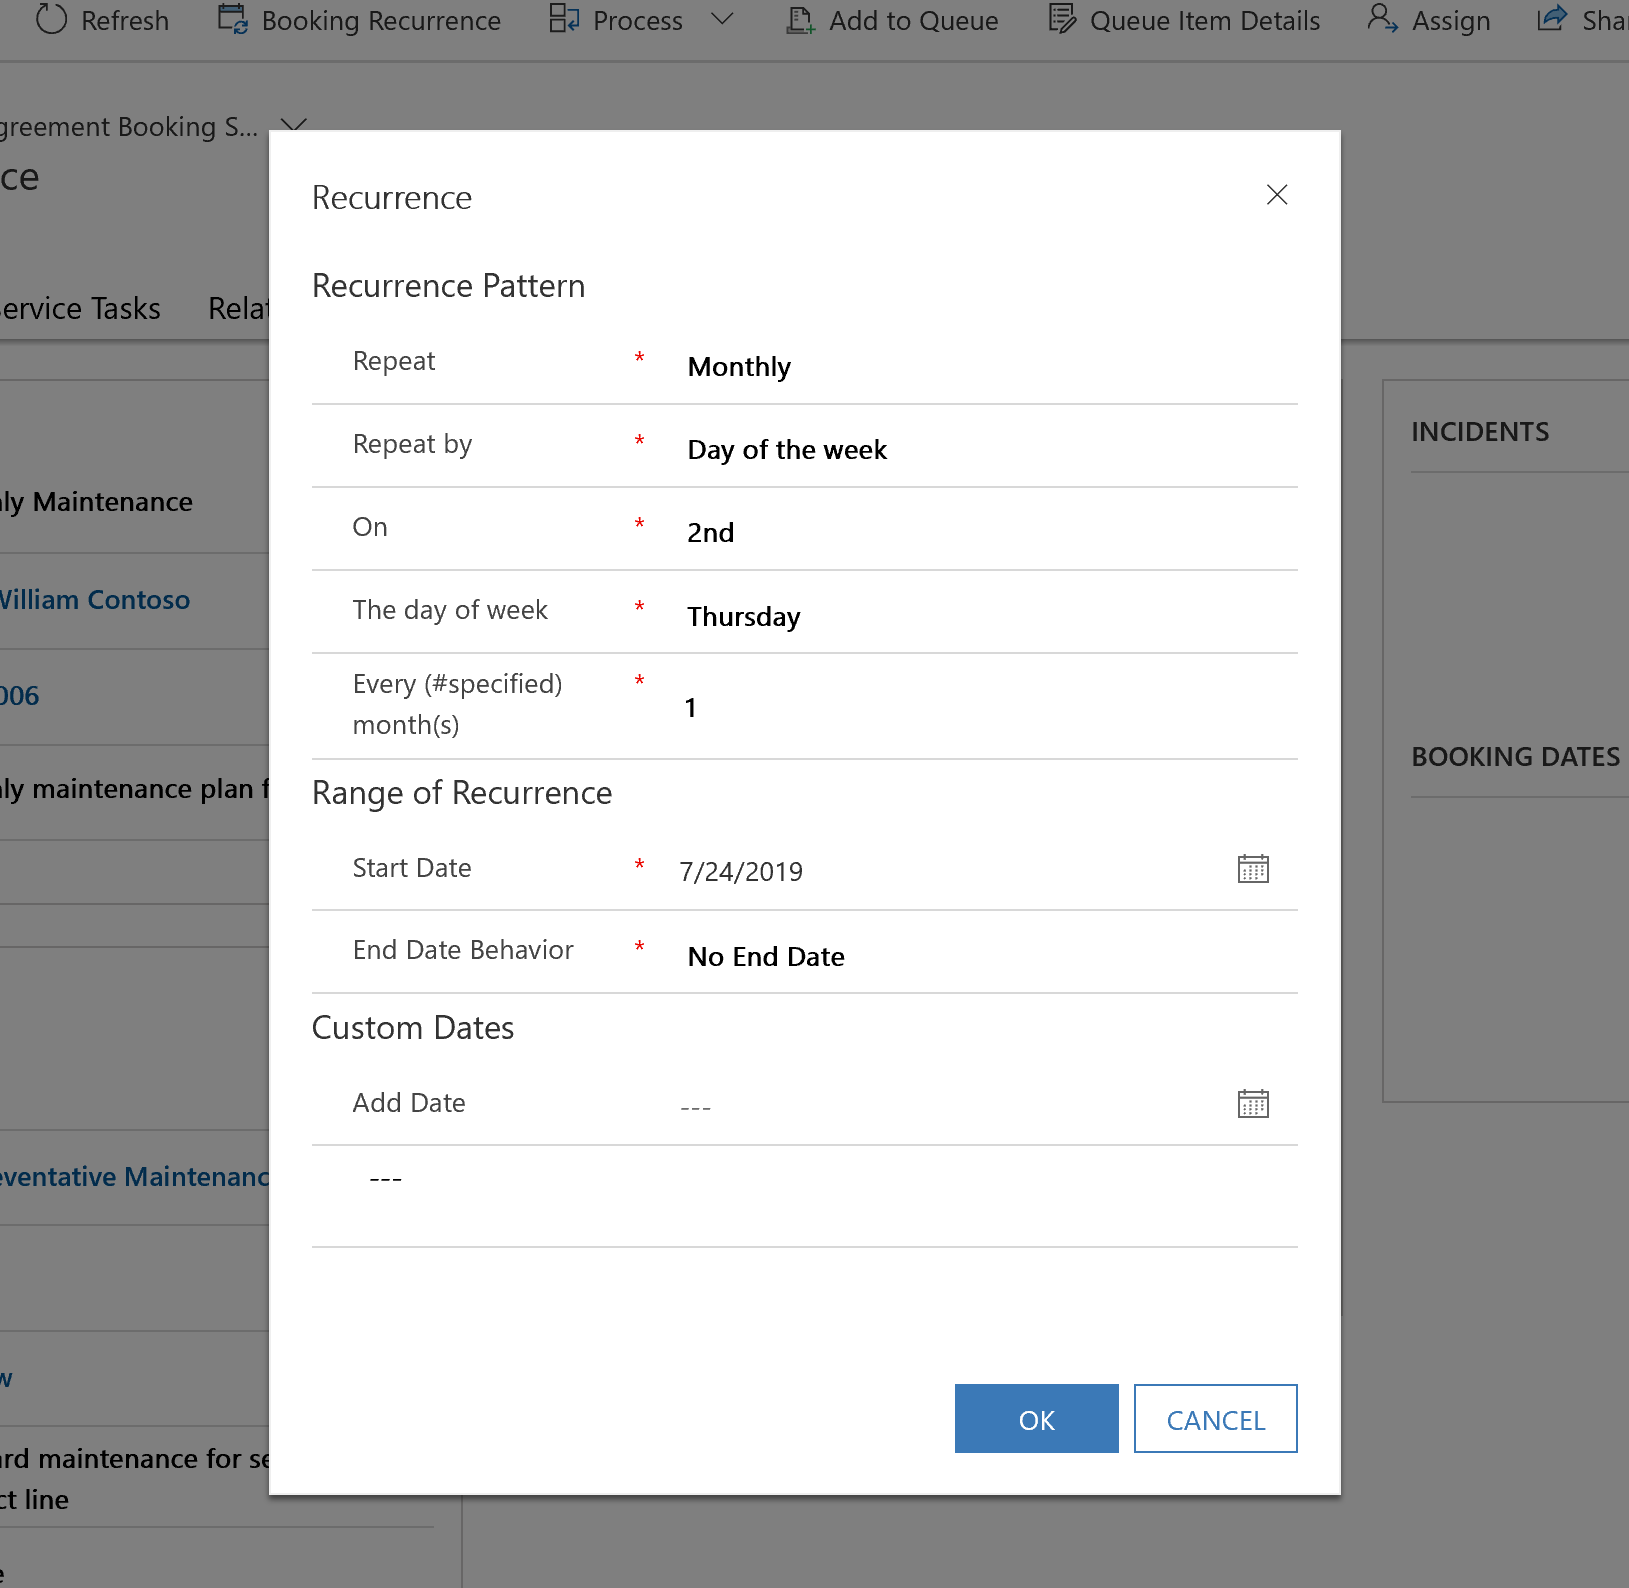 Refresh Booking Recurrence Process Add to Queue Queue Item Details Assign Shar
greement Booking S...
ce
ervice Tasks Relat
Recurrence
Recurrence Pattern
Repeat * Monthly
Repeat by * Day of the week
On * 2nd
The day of week * Thursday
Every (#specified) month(s) * 1
Range of Recurrence
Start Date * 7/24/2019
End Date Behavior * No End Date
Custom Dates
Add Date ---
---
OK CANCEL
ly Maintenance
William Contoso
006
ly maintenance plan f
eventative Maintenanc
w
ard maintenance for se
ct line
e
INCIDENTS
BOOKING DATES